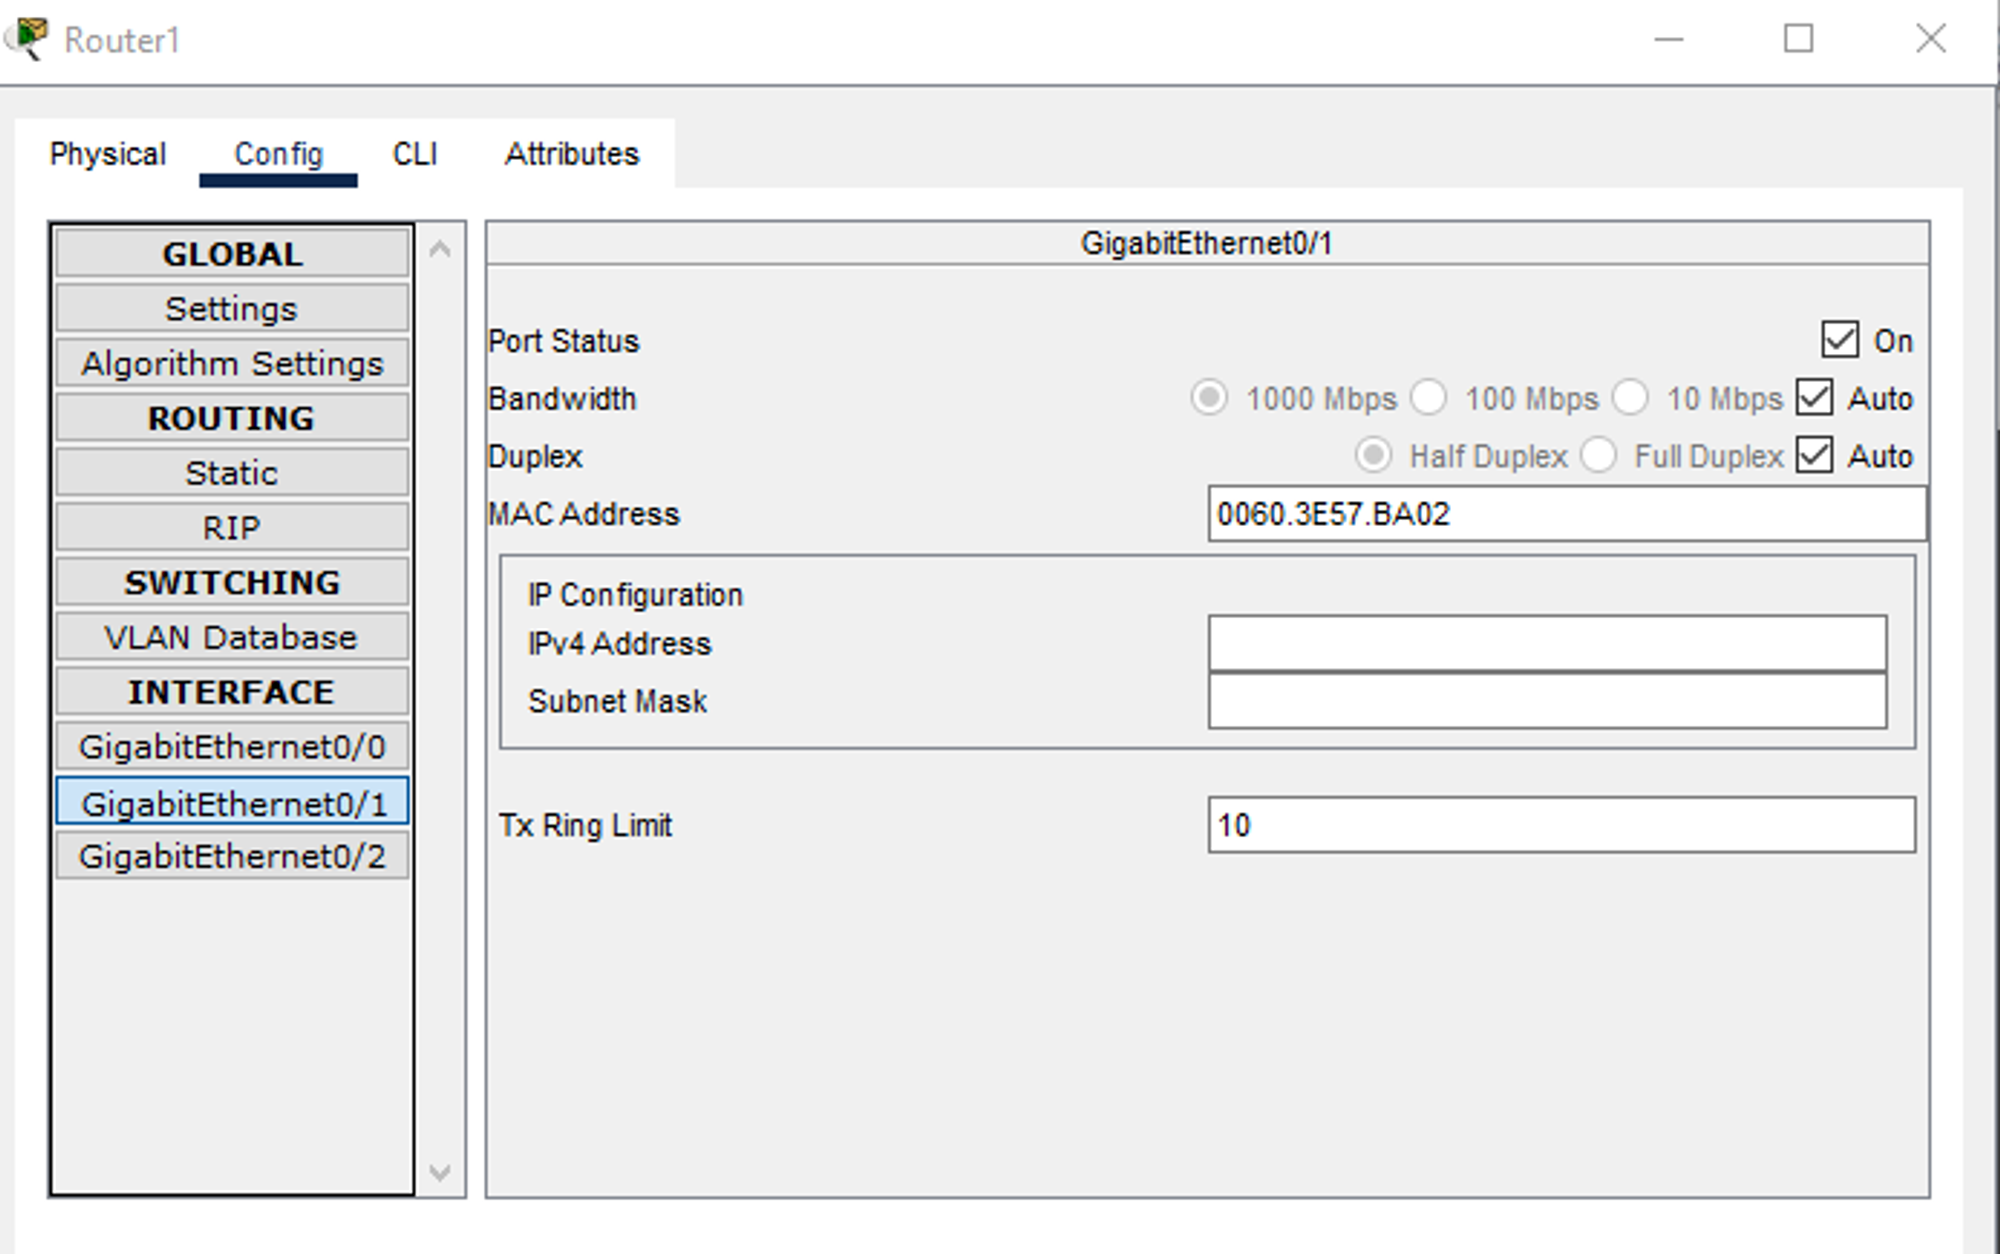 Router1
Physical Config CLI Attributes
GLOBAL
Settings
Algorithm Settings
ROUTING
Static
RIP
SWITCHING
VLAN Database
INTERFACE
GigabitEthernet0/0
GigabitEthernet0/1
GigabitEthernet0/2
GigabitEthernet0/1
Port Status On
Bandwidth 1000 Mbps 100 Mbps 10 Mbps Auto
Duplex Half Duplex Full Duplex Auto
MAC Address 0060.3E57.BA02
IP Configuration
IPv4 Address
Subnet Mask
Tx Ring Limit 10